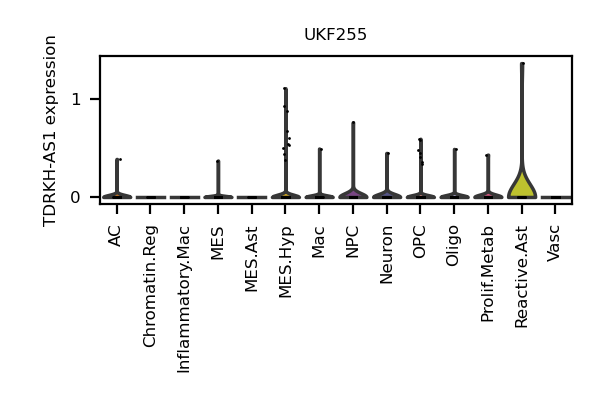 UKF255
TDRKH-AS1 expression
1
0
AC
Chromatin.Reg
Inflammatory.Mac
MES
MES.Ast
MES.Hyp
Mac
NPC
Neuron
OPC
Oligo
Prolif.Metab
Reactive.Ast
Vasc